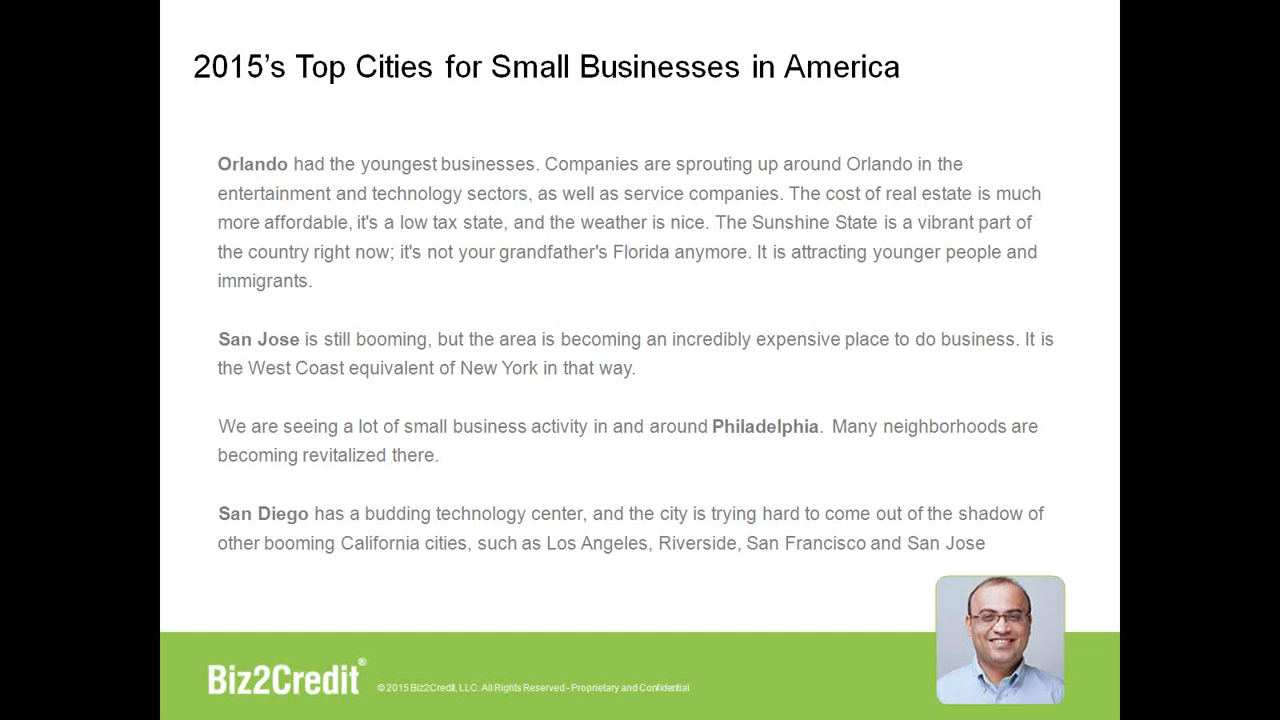 2015’s Top Cities for Small Businesses in America
Orlando had the youngest businesses. Companies are sprouting up around Orlando in the
entertainment and technology sectors, as well as service companies. The cost of real estate is much
more affordable, it's a low tax state, and the weather is nice. The Sunshine State is a vibrant part of
the country right now; it's not your grandfather's Florida anymore. It is attracting younger people and
immigrants.
San Jose is still booming, but the area is becoming an incredibly expensive place to do business. It is
the West Coast equivalent of New York in that way.
We are seeing a lot of small business activity in and around Philadelphia. Many neighborhoods are
becoming revitalized there.
San Diego has a budding technology center, and the city is trying hard to come out of the shadow of
other booming California cities, such as Los Angeles, Riverside, San Francisco and San Jose
Biz2Credit®
© 2015 Biz2Credit, LLC. All Rights Reserved - Proprietary and Confidential